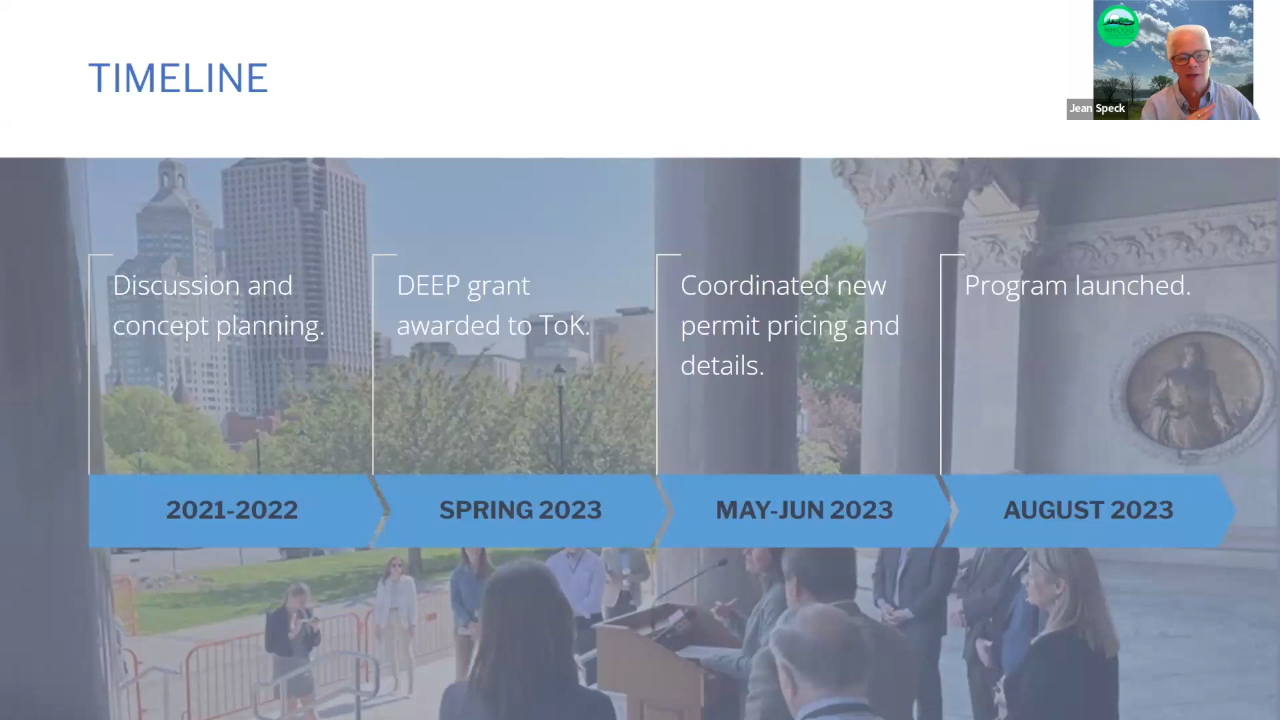 TIMELINE
Jean Speck
Discussion and
concept planning.
DEEP grant
awarded to ToK.
Coordinated new
permit pricing and
details.
Program launched.
2021-2022
SPRING 2023
MAY-JUN 2023
AUGUST 2023